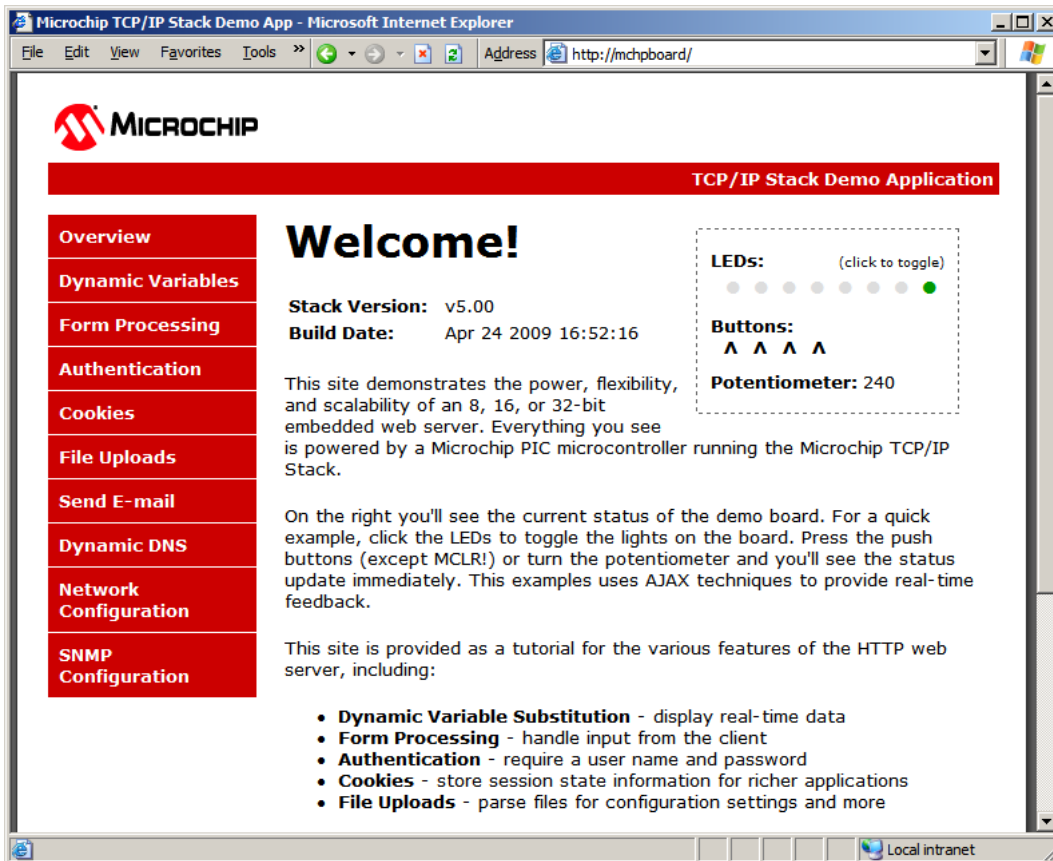 Microchip TCP/IP Stack Demo App - Microsoft Internet Explorer
File Edit View Favorites Tools » Address http://mchpboard/
MICROCHIP
TCP/IP Stack Demo Application
Overview
Dynamic Variables
Form Processing
Authentication
Cookies
File Uploads
Send E-mail
Dynamic DNS
Network
Configuration
SNMP
Configuration
Welcome!
Stack Version: v5.00
Build Date: Apr 24 2009 16:52:16
LEDs: (click to toggle)
Buttons:
Λ Λ Λ Λ
Potentiometer: 240
This site demonstrates the power, flexibility,
and scalability of an 8, 16, or 32-bit
embedded web server. Everything you see
is powered by a Microchip PIC microcontroller running the Microchip TCP/IP
Stack.
On the right you'll see the current status of the demo board. For a quick
example, click the LEDs to toggle the lights on the board. Press the push
buttons (except MCLR!) or turn the potentiometer and you'll see the status
update immediately. This examples uses AJAX techniques to provide real-time
feedback.
This site is provided as a tutorial for the various features of the HTTP web
server, including:
• Dynamic Variable Substitution - display real-time data
• Form Processing - handle input from the client
• Authentication - require a user name and password
• Cookies - store session state information for richer applications
• File Uploads - parse files for configuration settings and more
Local intranet